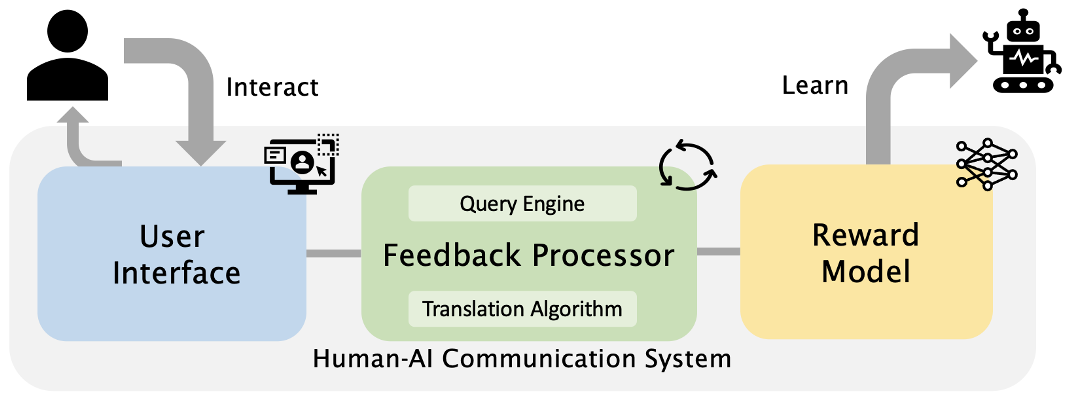 Interact
Learn
User
Interface
Query Engine
Feedback Processor
Translation Algorithm
Reward
Model
Human-AI Communication System